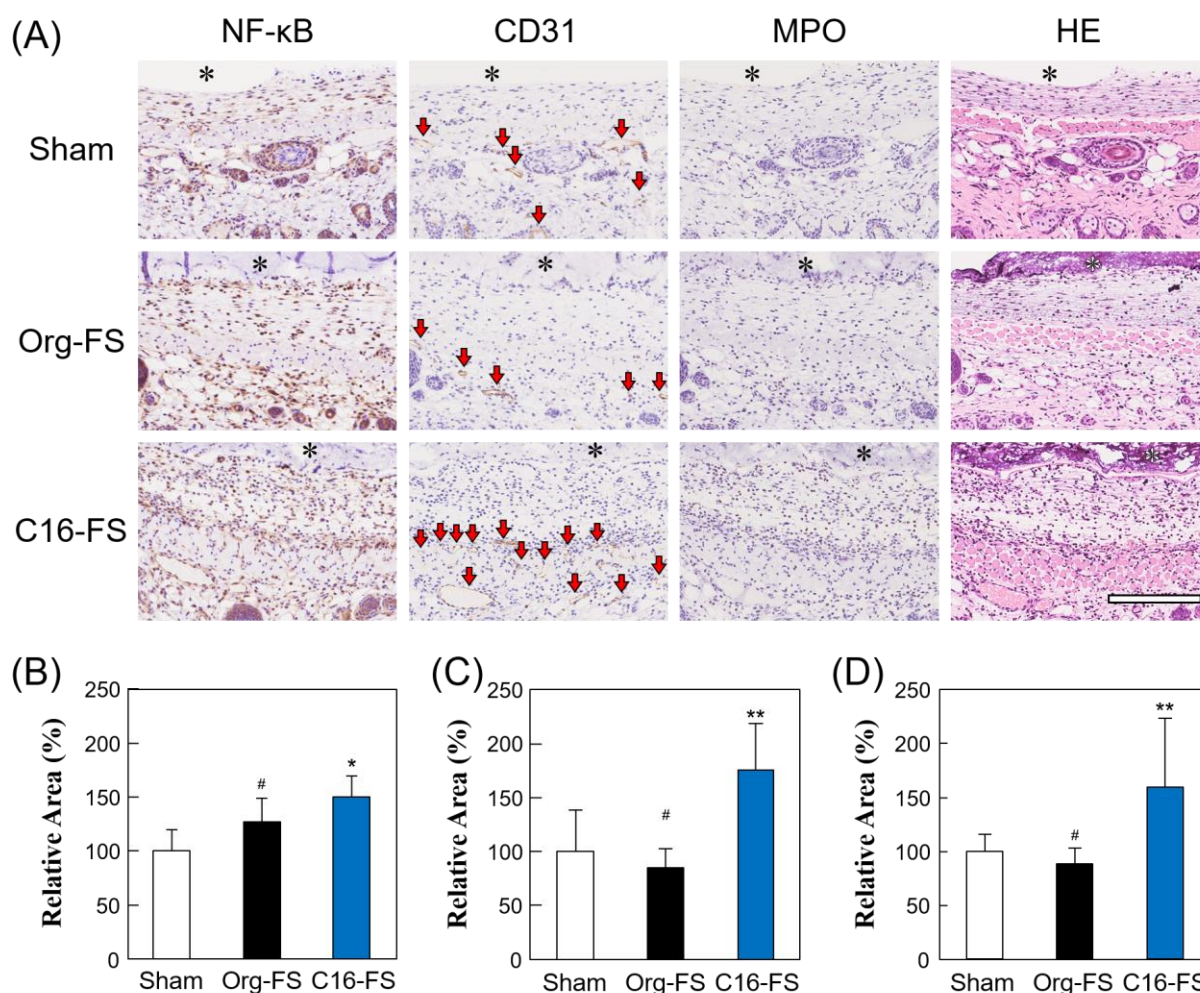 (A) NF-κB CD31 MPO HE
* * * *
Sham
* * * *
Org-FS
* * * *
C16-FS
(B) (C) (D)
250 250 250
200 ** 200 ** 200
150 # * 150 # 150 #
100 100 100
50 50 50
0 0 0
Relative Area (%) Relative Area (%) Relative Area (%)
Sham Org-FS C16-FS Sham Org-FS C16-FS Sham Org-FS C16-FS